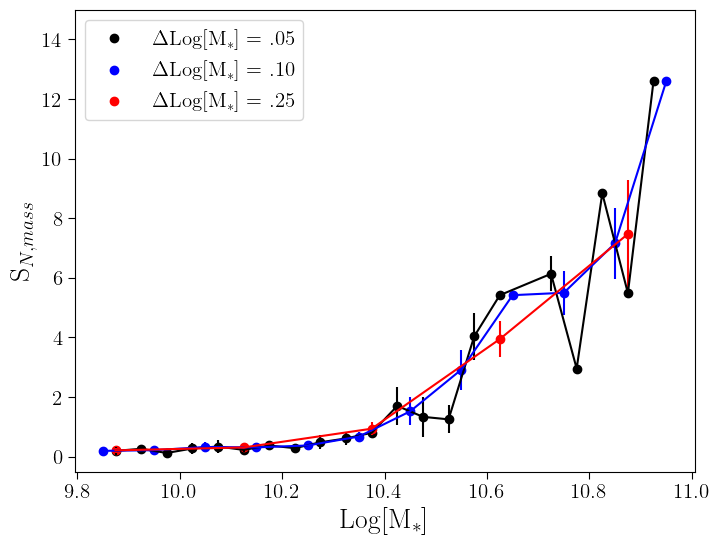 ΔLog[M*] = .05
ΔLog[M*] = .10
ΔLog[M*] = .25
14
12
10
8
6
4
2
0
S_{N,mass}
9.8 10.0 10.2 10.4 10.6 10.8 11.0
Log[M*]